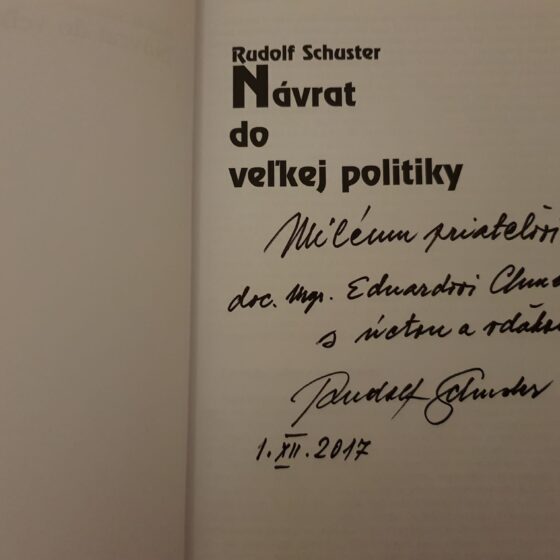 Rudolf Schuster
Návrat
do
veľkej politiky
Milému priateľovi
doc. Mgr. Eduardovi
s úctou a
Rudolf Schuster
1. XII. 2017